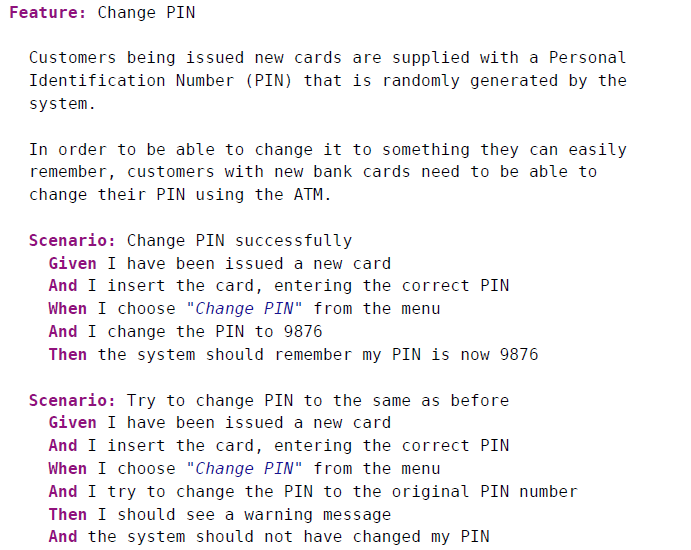 Feature: Change PIN
Customers being issued new cards are supplied with a Personal
Identification Number (PIN) that is randomly generated by the
system.
In order to be able to change it to something they can easily
remember, customers with new bank cards need to be able to
change their PIN using the ATM.
Scenario: Change PIN successfully
Given I have been issued a new card
And I insert the card, entering the correct PIN
When I choose "Change PIN" from the menu
And I change the PIN to 9876
Then the system should remember my PIN is now 9876
Scenario: Try to change PIN to the same as before
Given I have been issued a new card
And I insert the card, entering the correct PIN
When I choose "Change PIN" from the menu
And I try to change the PIN to the original PIN number
Then I should see a warning message
And the system should not have changed my PIN